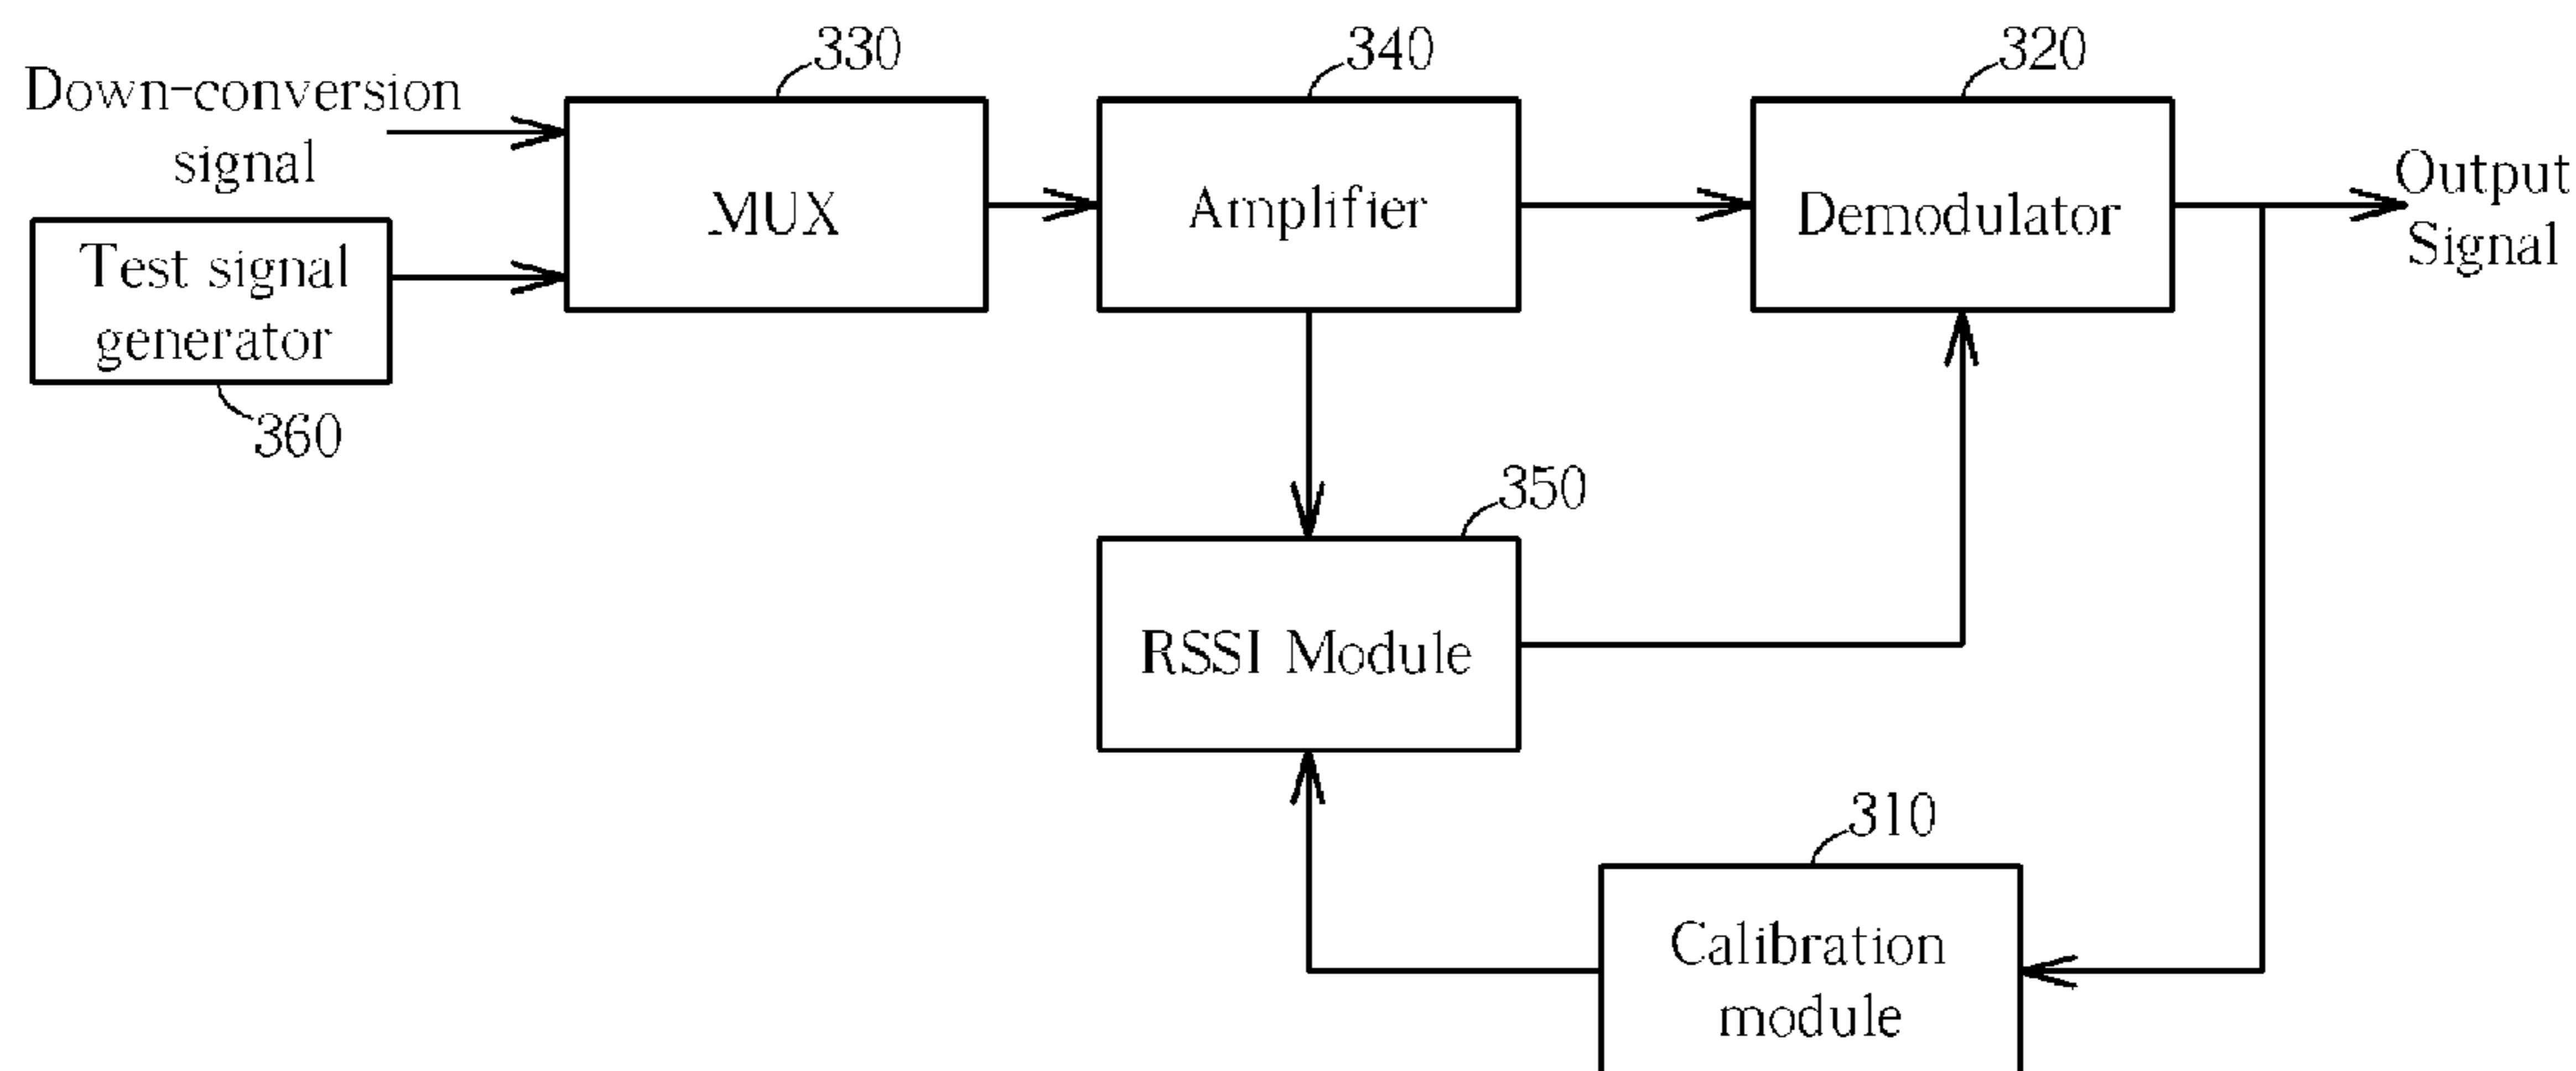 330
340
320
Down-conversion
signal
MUX
Amplifier
Demodulator
Output
Signal
Test signal
generator
360
350
RSSI Module
310
Calibration
module